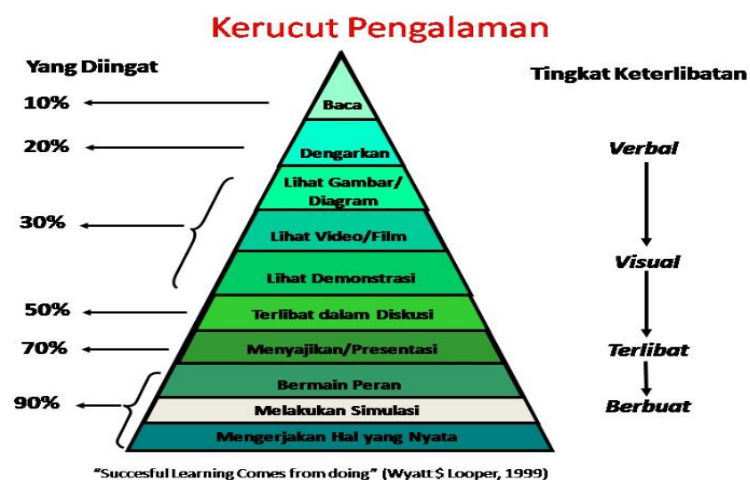 Kerucut Pengalaman
Yang Diingat
Tingkat Keterlibatan
10%
Baca
20%
Dengarkan
Verbal
Lihat Gambar/
Diagram
30%
Lihat Video/Film
Visual
Lihat Demonstrasi
50%
Terlibat dalam Diskusi
70%
Menyajikan/Presentasi
Terlibat
Bermain Peran
90%
Melakukan Simulasi
Berbuat
Mengerjakan Hal yang Nyata
“Succesful Learning Comes from doing” (Wyatt $ Looper, 1999)